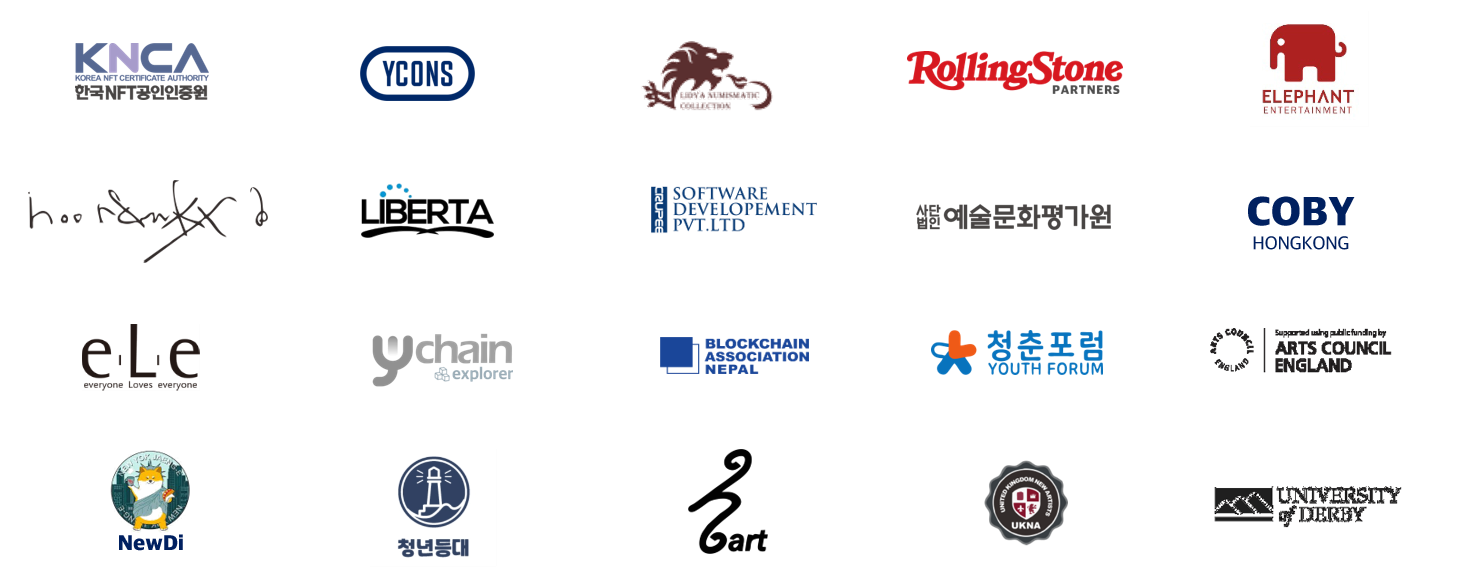 KNCA
KOREA NFT CERTIFICATE AUTHORITY
한국NFT공인인증원
YCONS
LIDYA NUMISMATIC
COLLECTION
RollingStone
PARTNERS
ELEPHANT
ENTERTAINMENT
LIBERTA
CRUPEE
SOFTWARE
DEVELOPEMENT
PVT.LTD
사단법인 예술문화평가원
COBY
HONGKONG
e.L.e
everyone Loves everyone
ychain
explorer
BLOCKCHAIN
ASSOCIATION
NEPAL
청춘포럼
YOUTH FORUM
ARTS COUNCIL
ENGLAND
Supported using public funding by
ARTS COUNCIL
ENGLAND
NewDi
청년등대
art
UNITED KINGDOM NEW ARTISTS
UKNA
UNIVERSITY
of DERBY